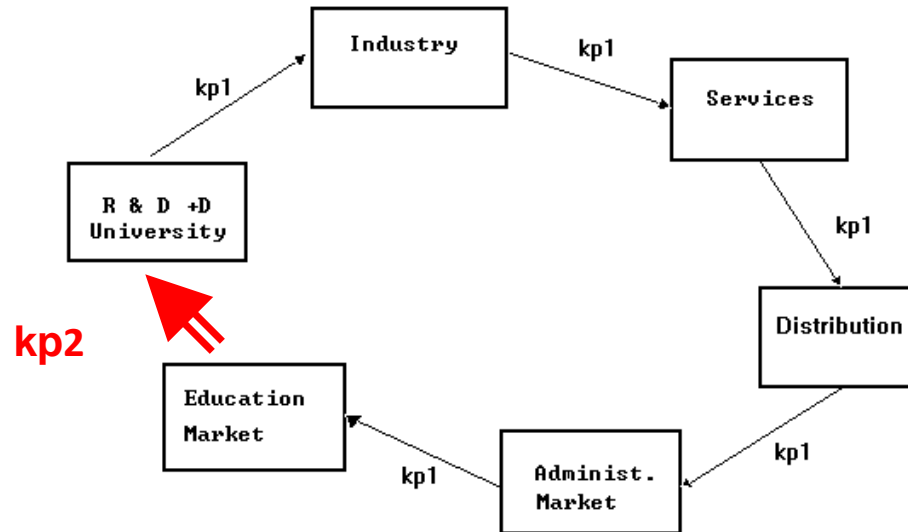 Industry
kp1
kp1
Services
R & D +D
University
kp1
kp2
Distribution
Education
Market
kp1
kp1
Administ.
Market